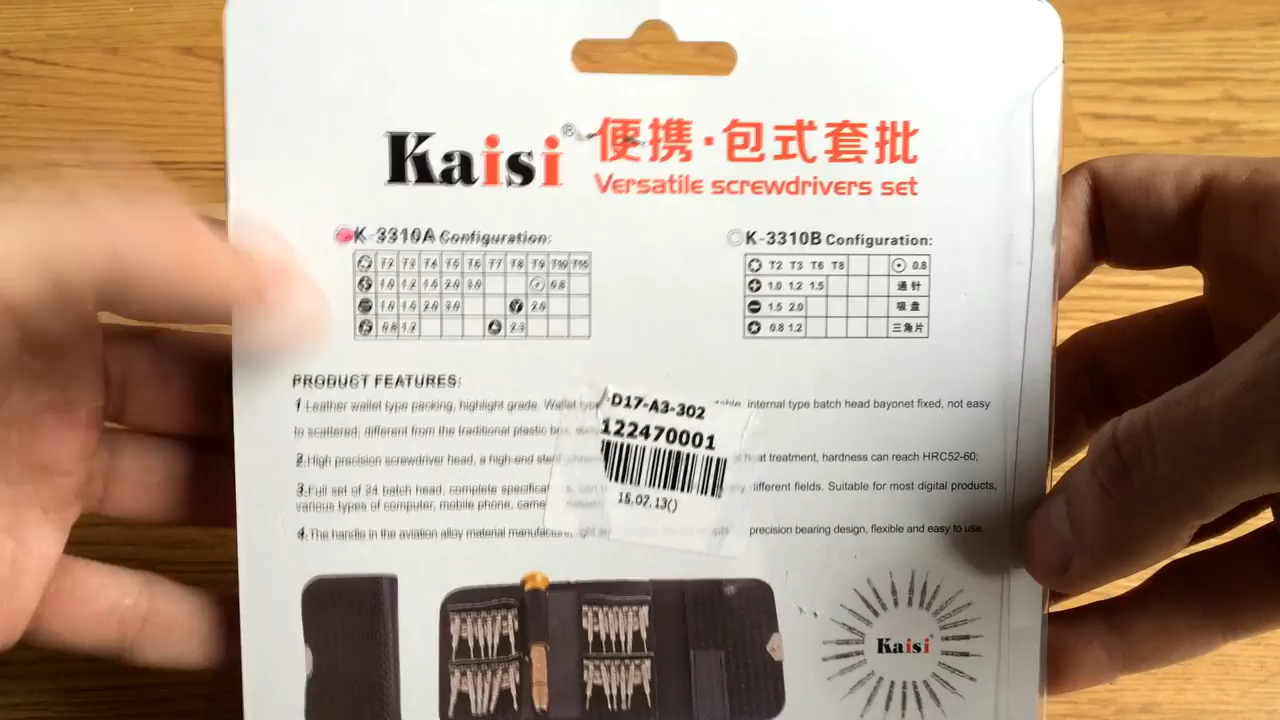 Kaisi® 便携·包式套批
Versatile screwdrivers set
K-3310A Configuration:
T2 T3 T4 T5 T6 T7 T8 T9 T10 T15
1.0 1.2 1.5 2.0 3.0 0.8
1.0 1.5 2.0 3.0 2.0
0.8 1.2 2.3
K-3310B Configuration:
T2 T3 T6 T8 0.8
1.0 1.2 1.5 通针
1.5 2.0 吸盘
0.8 1.2 三角片
PRODUCT FEATURES:
1 Leather wallet type packing, highlight grade. Wallet type internal type batch head bayonet fixed, not easy
to scattered; different from the traditional plastic box,
2.High precision screwdriver head, a high-end heat treatment, hardness can reach HRC52-60;
3.Full set of 24 batch head, complete different fields. Suitable for most digital products,
various types of computer, mobile phone,
4.The handle in the aviation alloy material precision bearing design, flexible and easy to use.
-D17-A3-302
122470001
15.07.13()
Kaisi